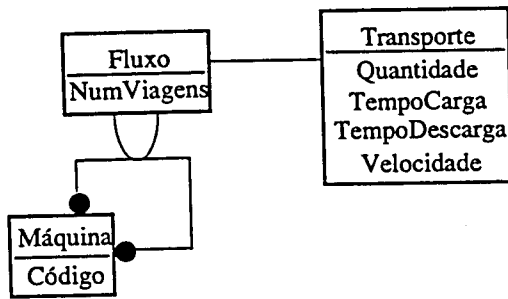 Fluxo
NumViagens
Transporte
Quantidade
TempoCarga
TempoDescarga
Velocidade
Máquina
Código